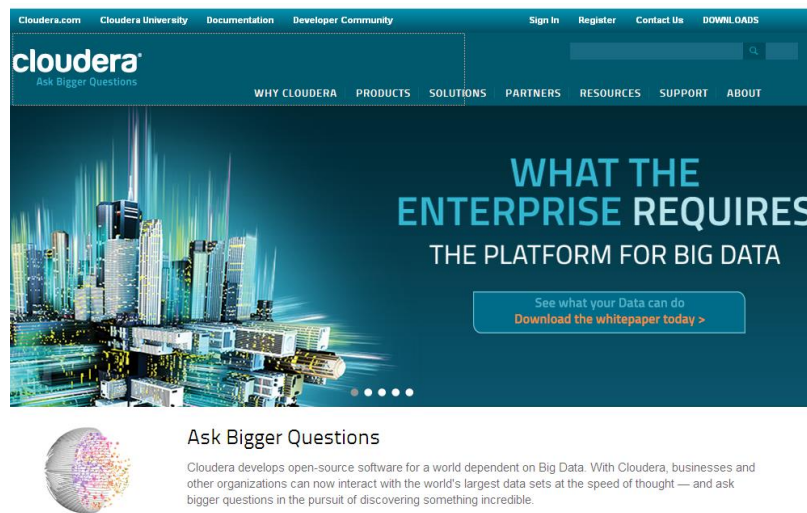 Cloudera.com Cloudera University Documentation Developer Community Sign In Register Contact Us DOWNLOADS
cloudera®
Ask Bigger Questions
WHY CLOUDERA PRODUCTS SOLUTIONS PARTNERS RESOURCES SUPPORT ABOUT
WHAT THE
ENTERPRISE REQUIRES
THE PLATFORM FOR BIG DATA
See what your Data can do
Download the whitepaper today >
Ask Bigger Questions
Cloudera develops open-source software for a world dependent on Big Data. With Cloudera, businesses and
other organizations can now interact with the world's largest data sets at the speed of thought — and ask
bigger questions in the pursuit of discovering something incredible.